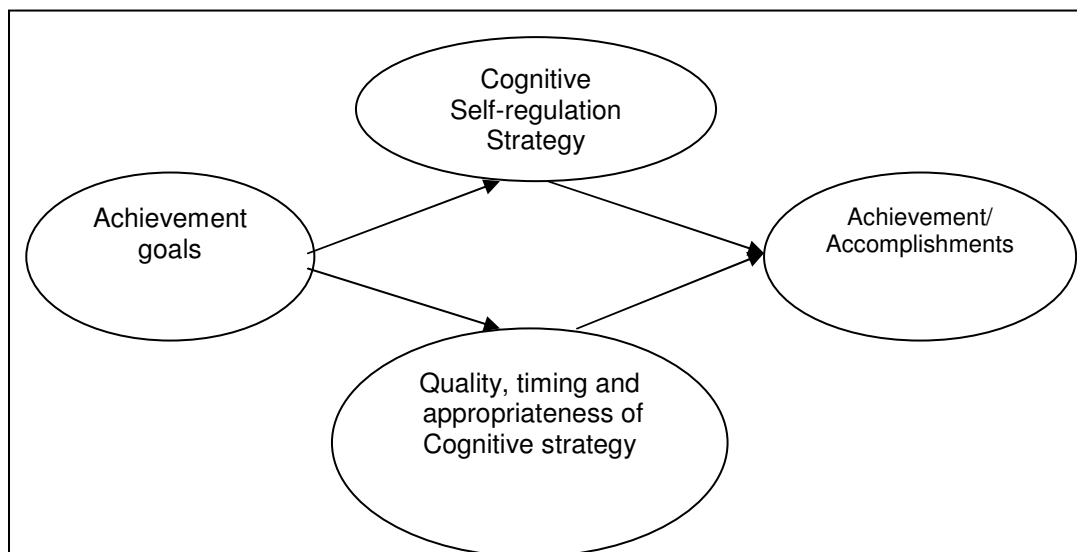 Cognitive
Self-regulation
Strategy
Achievement
goals
Achievement/
Accomplishments
Quality, timing and
appropriateness of
Cognitive strategy